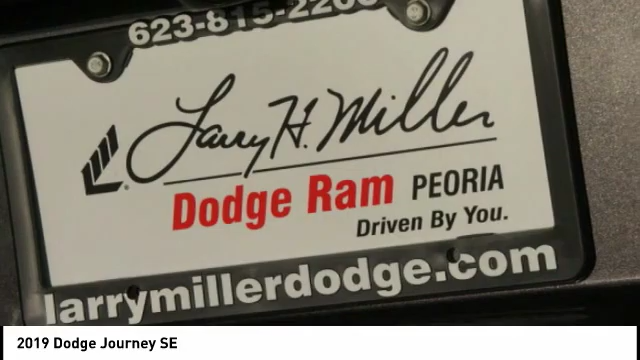 Larry H. Miller
Dodge Ram PEORIA
Driven By You.
larrymillerdodge.com
2019 Dodge Journey SE